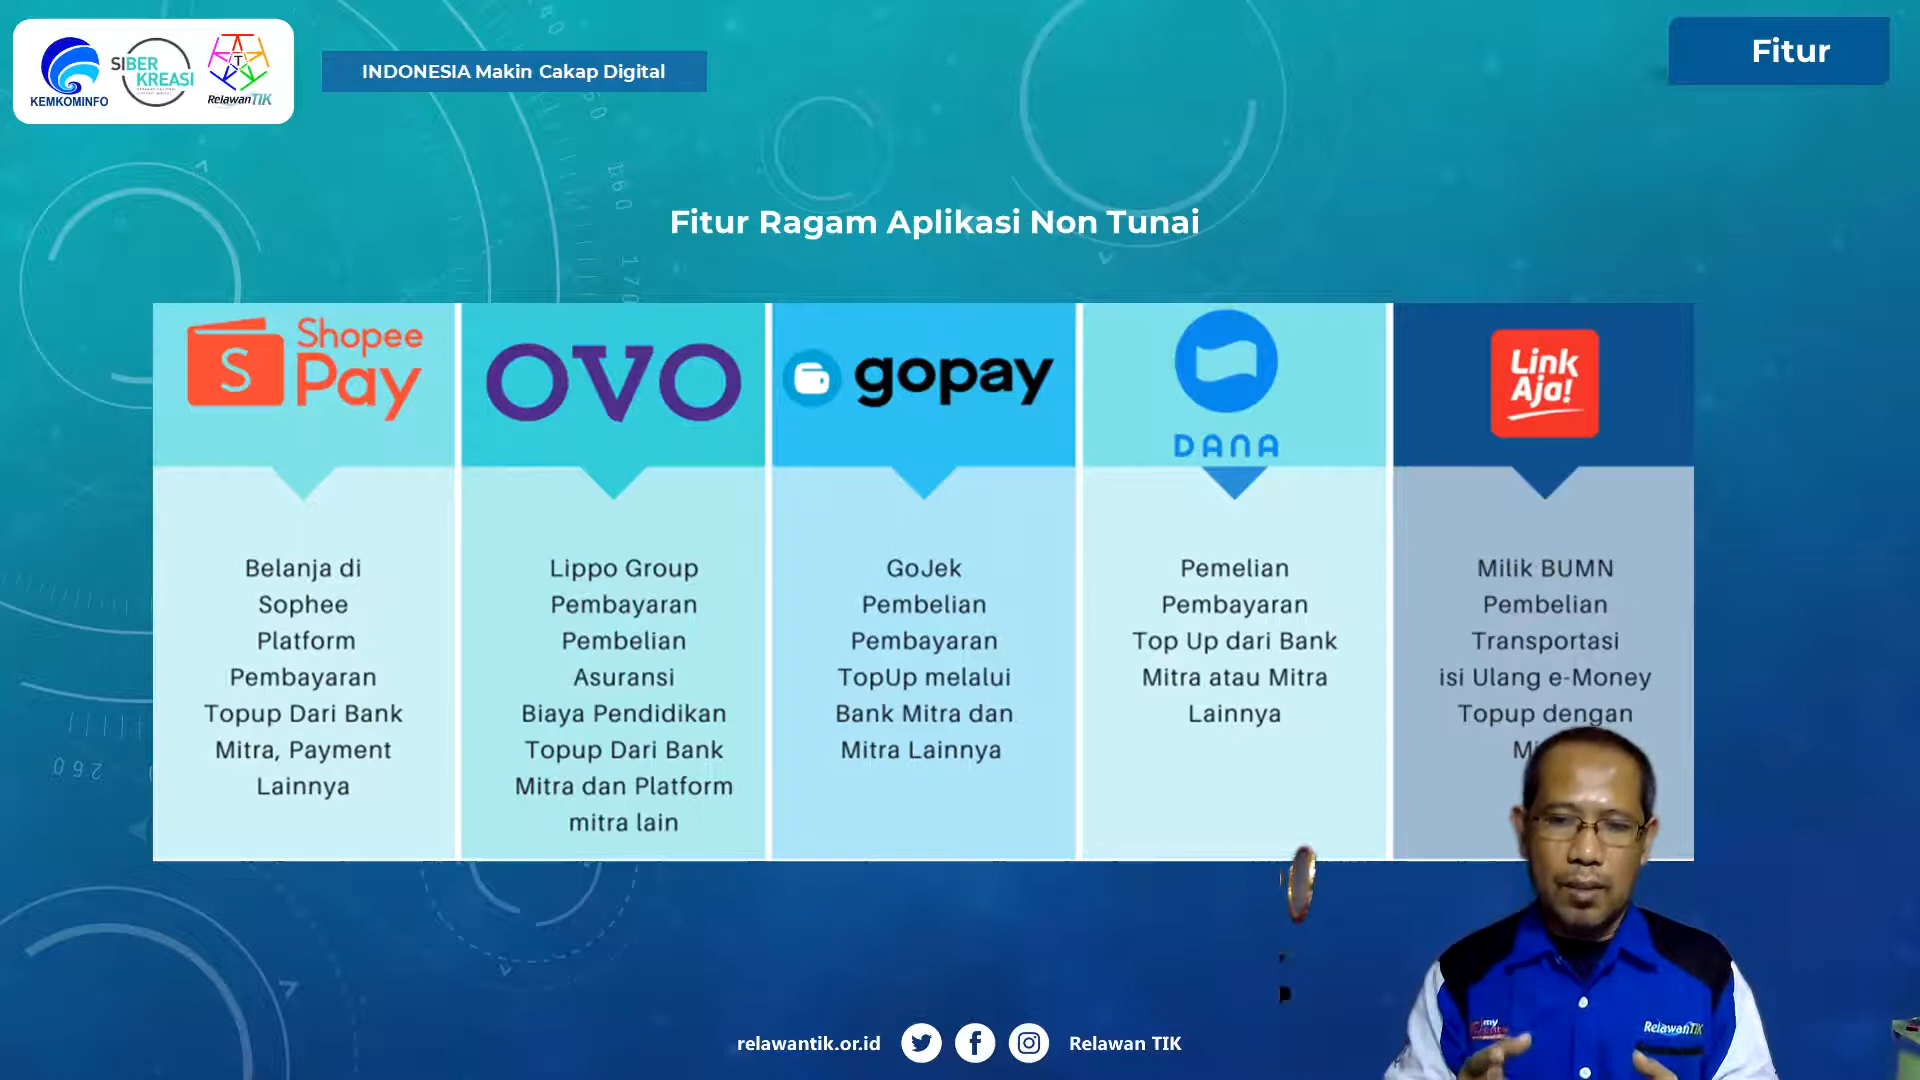 KEMKOMINFO
SIBER
KREASI
RelawanTIK
INDONESIA Makin Cakap Digital
Fitur
Fitur Ragam Aplikasi Non Tunai
S
Shopee
Pay
Belanja di
Sophee
Platform
Pembayaran
Topup Dari Bank
Mitra, Payment
Lainnya
OVO
Lippo Group
Pembayaran
Pembelian
Asuransi
Biaya Pendidikan
Topup Dari Bank
Mitra dan Platform
mitra lain
gopay
GoJek
Pembelian
Pembayaran
TopUp melalui
Bank Mitra dan
Mitra Lainnya
DANA
Pemelian
Pembayaran
Top Up dari Bank
Mitra atau Mitra
Lainnya
Link
Aja!
Milik BUMN
Pembelian
Transportasi
isi Ulang e-Money
Topup dengan
RelawanTIK
relawantik.or.id
Relawan TIK
160
170
260